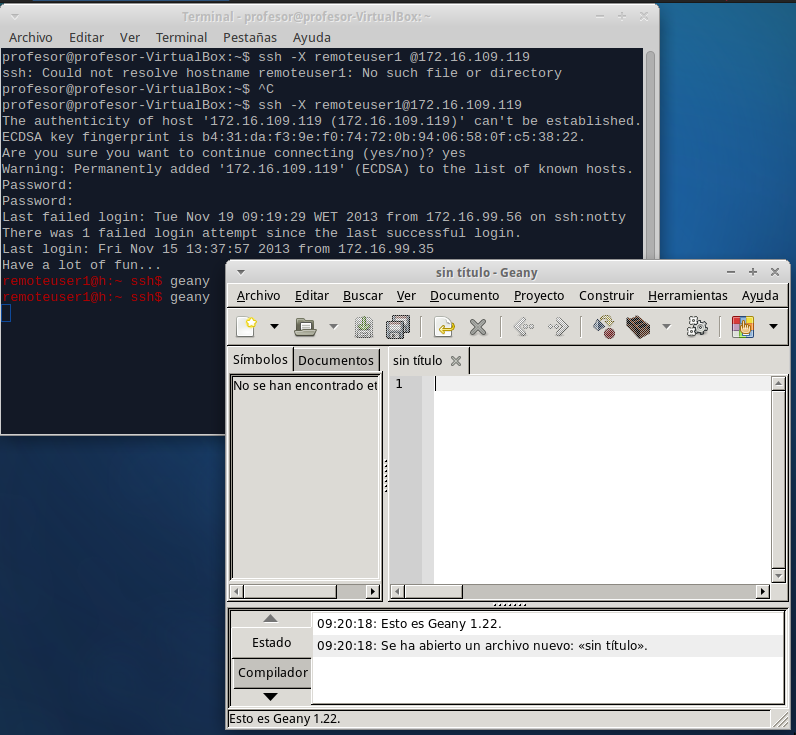 Terminal - profesor@profesor-VirtualBox: ~
Archivo Editar Ver Terminal Pestañas Ayuda
profesor@profesor-VirtualBox:~$ ssh -X remoteuser1 @172.16.109.119
ssh: Could not resolve hostname remoteuser1: No such file or directory
profesor@profesor-VirtualBox:~$ ^C
profesor@profesor-VirtualBox:~$ ssh -X remoteuser1@172.16.109.119
The authenticity of host '172.16.109.119 (172.16.109.119)' can't be established.
ECDSA key fingerprint is b4:31:da:f3:9e:f0:74:72:0b:94:06:58:0f:c5:38:22.
Are you sure you want to continue connecting (yes/no)? yes
Warning: Permanently added '172.16.109.119' (ECDSA) to the list of known hosts.
Password:
Password:
Last failed login: Tue Nov 19 09:19:29 WET 2013 from 172.16.99.56 on ssh:notty
There was 1 failed login attempt since the last successful login.
Last login: Fri Nov 15 13:37:57 2013 from 172.16.99.35
Have a lot of fun...
remoteuser1@h:~ ssh$ geany
remoteuser1@h:~ ssh$ geany
sin título - Geany
Archivo Editar Buscar Ver Documento Proyecto Construir Herramientas Ayuda
Símbolos Documentos
sin título
No se han encontrado et
1
Estado
Compilador
09:20:18: Esto es Geany 1.22.
09:20:18: Se ha abierto un archivo nuevo: «sin título».
Esto es Geany 1.22.